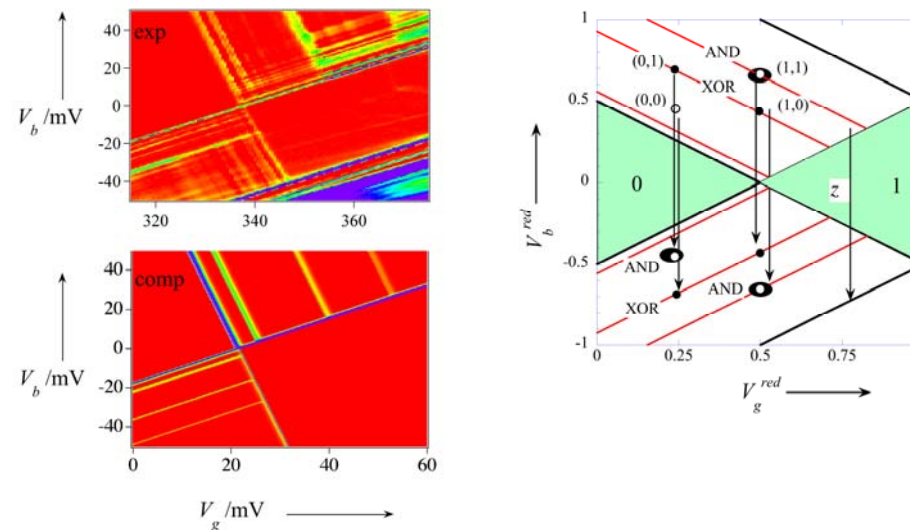 exp
V_b /mV
40
20
0
-20
-40
320
340
360
comp
V_b /mV
40
20
0
-20
-40
0
20
40
60
V_g /mV
1
0.5
0
-0.5
-1
V_b^red
AND
(0,1)
(1,1)
XOR
(0,0)
(1,0)
0
z
1
AND
XOR
AND
0
0.25
0.5
0.75
1
V_g^red